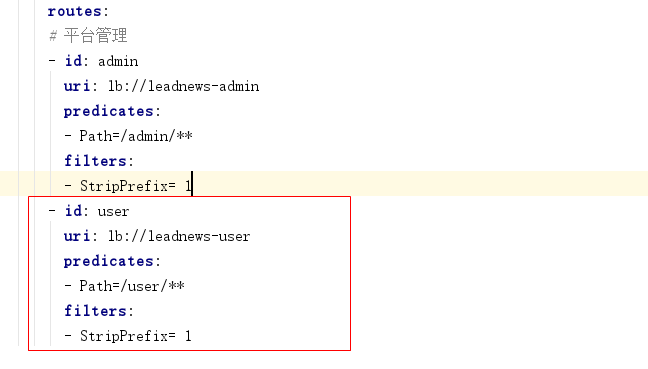 routes:
# 平台管理
- id: admin
uri: lb://leadnews-admin
predicates:
- Path=/admin/**
filters:
- StripPrefix= 1
- id: user
uri: lb://leadnews-user
predicates:
- Path=/user/**
filters:
- StripPrefix= 1